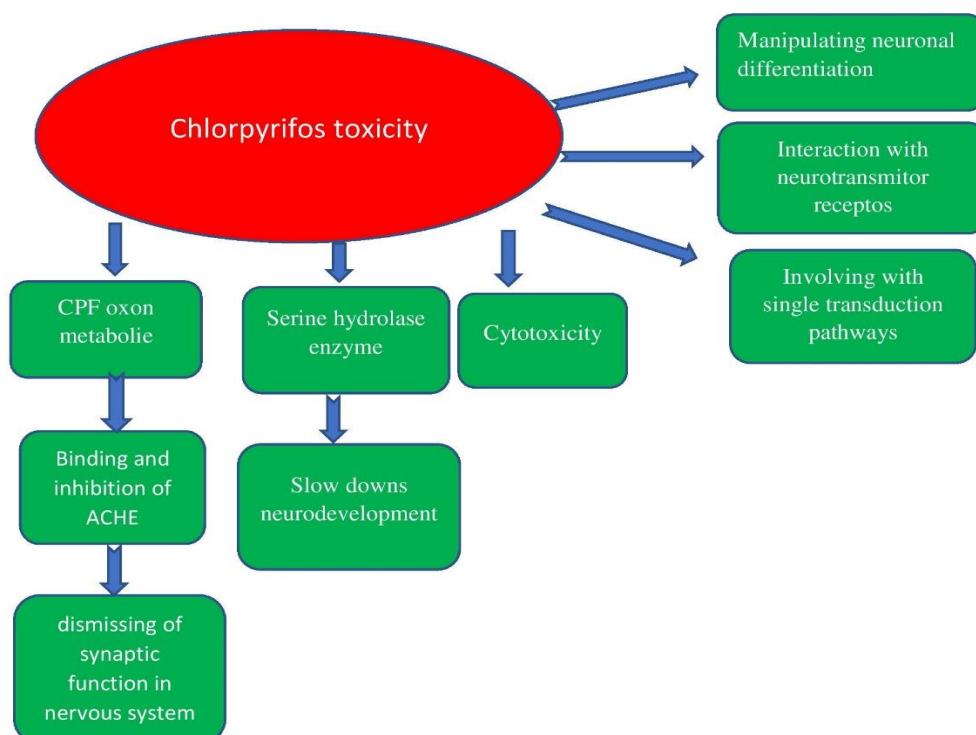 Chlorpyrifos toxicity
Manipulating neuronal
differentiation
Interaction with
neurotransmitor
receptos
Involving with
single transduction
pathways
CPF oxon
metabolie
Binding and
inhibition of
ACHE
dismissing of
synaptic
function in
nervous system
Serine hydrolase
enzyme
Slow downs
neurodevelopment
Cytotoxicity